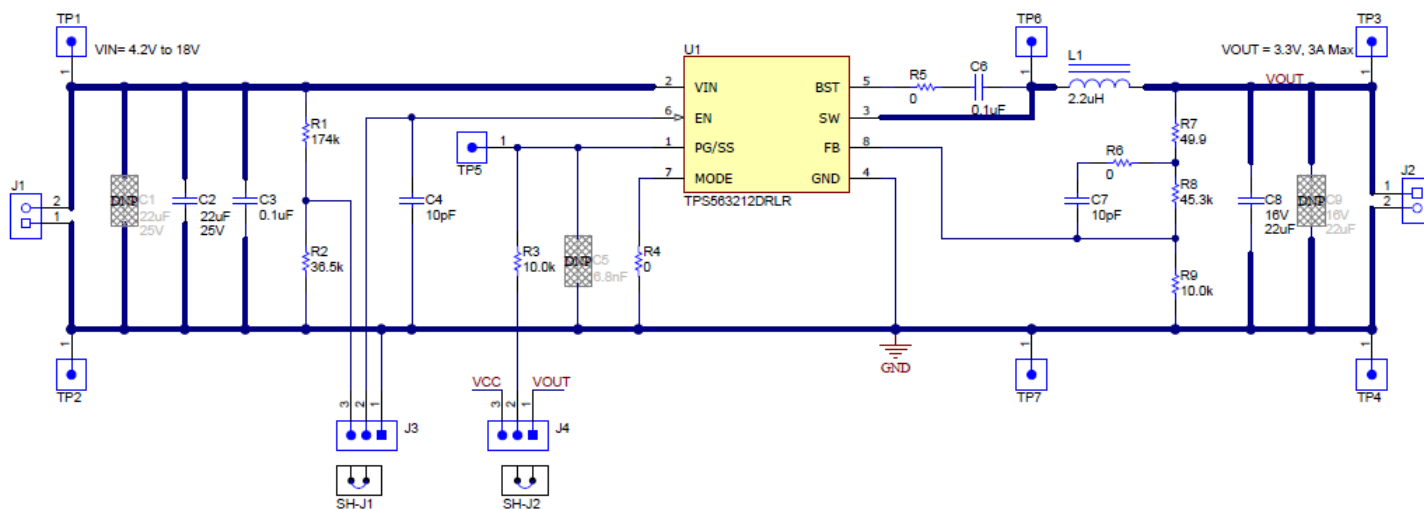 TP1
VIN= 4.2V to 18V
1
U1
2
VIN
6
EN
1
PG/SS
7
MODE
BST
5
SW
3
FB
8
GND
4
TPS563212DRLR
R5
0
C6
0.1uF
TP6
1
L1
2.2uH
TP3
VOUT = 3.3V, 3A Max
VOUT
1
J1
2
1
DNP
C1
22uF
25V
C2
22uF
25V
C3
0.1uF
R1
174k
R2
36.5k
C4
10pF
TP5
1
R3
10.0k
DNP
C5
6.8nF
R4
0
R6
0
C7
10pF
R7
49.9
R8
45.3k
R9
10.0k
C8
16V
22uF
DNP
C9
16V
22uF
J2
1
2
1
TP2
3
2
1
J3
SH-J1
VCC
VOUT
3
2
1
J4
SH-J2
GND
1
TP7
1
TP4